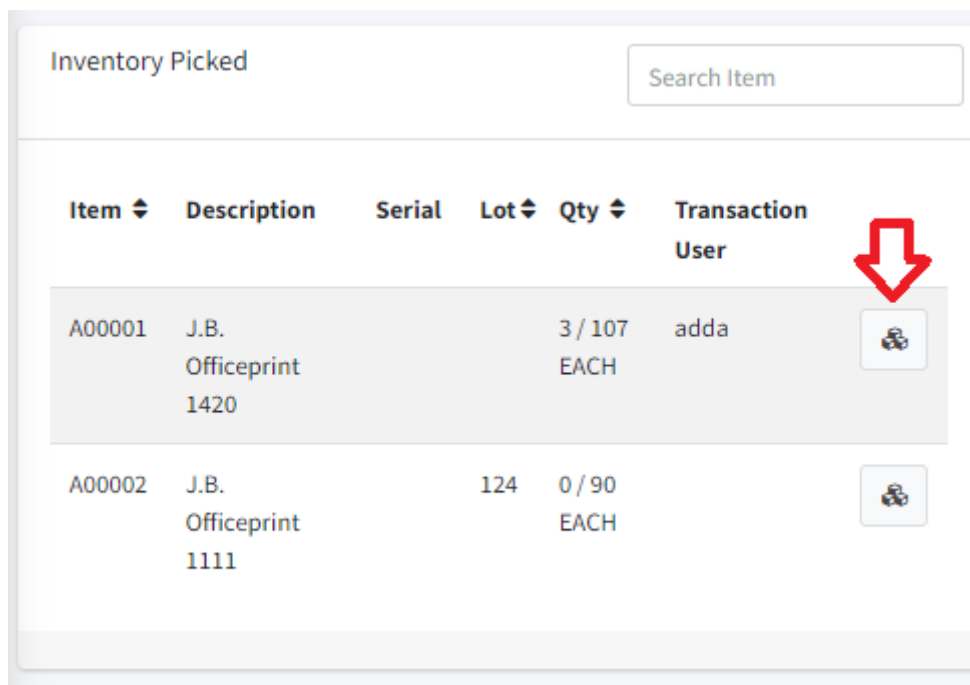 Inventory Picked
Search Item
Item Description Serial Lot Qty Transaction
User
A00001 J.B. 3 / 107 adda
Officeprint EACH
1420
A00002 J.B. 124 0 / 90
Officeprint EACH
1111